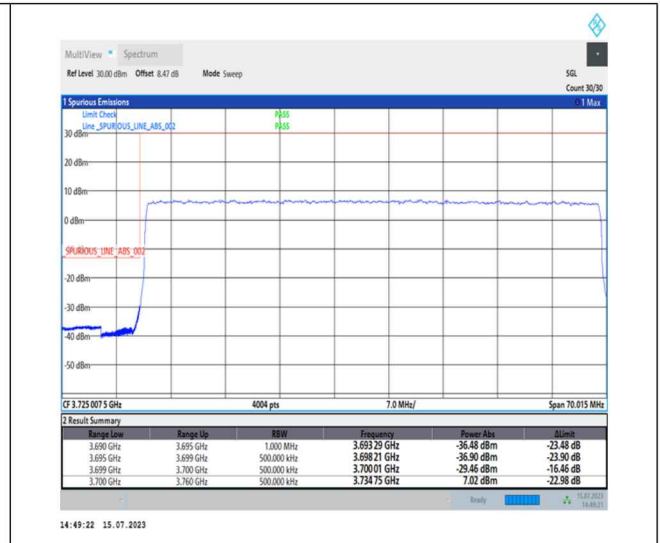 MultiView Spectrum
Ref Level 30.00 dBm Offset 8.47 dB Mode Sweep SGL
Count 30/30
1 Spurious Emissions 1 Max
Limit Check PASS
Line _SPURIOUS_LINE_ABS_002 PASS
30 dBm
20 dBm
10 dBm
0 dBm
_SPURIOUS_LINE_ABS_002
-20 dBm
-30 dBm
-40 dBm
-50 dBm
CF 3.725 007 5 GHz 4004 pts 7.0 MHz/ Span 70.015 MHz
2 Result Summary
Range Low Range Up RBW Frequency Power Abs ΔLimit
3.690 GHz 3.695 GHz 1.000 MHz 3.693 29 GHz -36.48 dBm -23.48 dB
3.695 GHz 3.699 GHz 500.000 kHz 3.698 21 GHz -36.90 dBm -23.90 dB
3.699 GHz 3.700 GHz 500.000 kHz 3.700 01 GHz -29.46 dBm -16.46 dB
3.700 GHz 3.760 GHz 500.000 kHz 3.734 75 GHz 7.02 dBm -22.98 dB
Ready 15.07.2023
14:49:21
14:49:22 15.07.2023